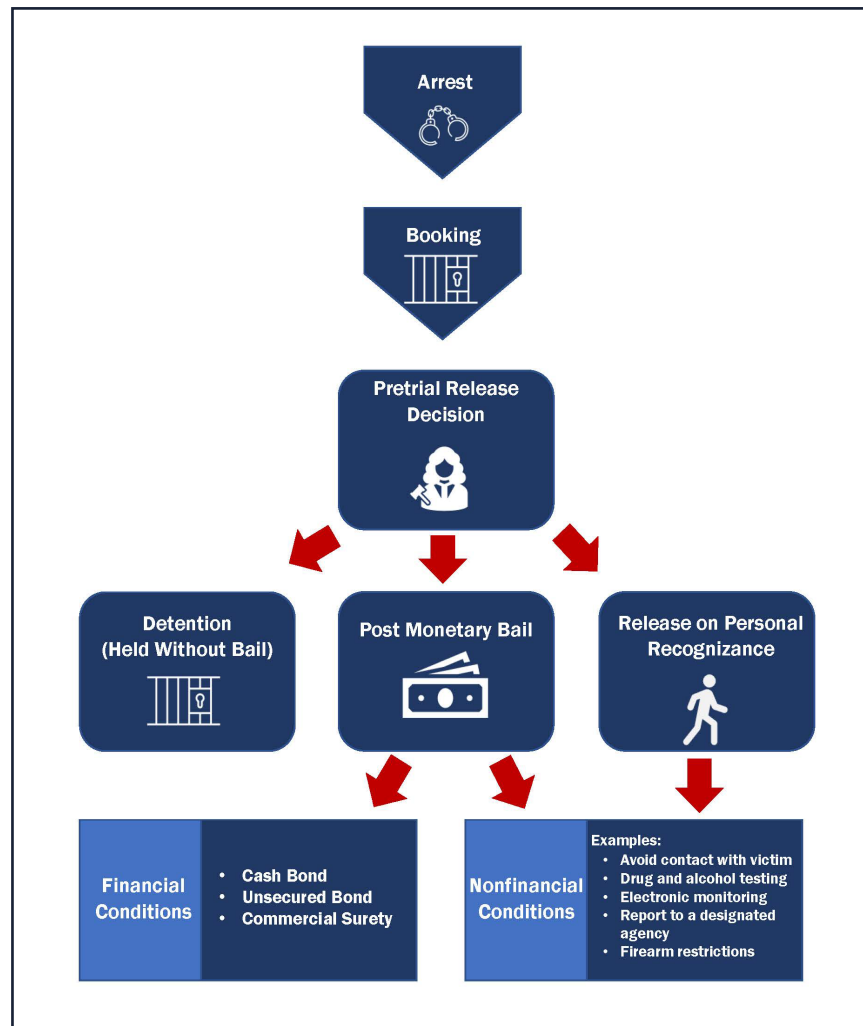 Arrest
Booking
Pretrial Release
Decision
Detention
(Held Without Bail)
Post Monetary Bail
Release on Personal
Recognizance
Financial
Conditions
• Cash Bond
• Unsecured Bond
• Commercial Surety
Nonfinancial
Conditions
Examples:
• Avoid contact with victim
• Drug and alcohol testing
• Electronic monitoring
• Report to a designated
agency
• Firearm restrictions